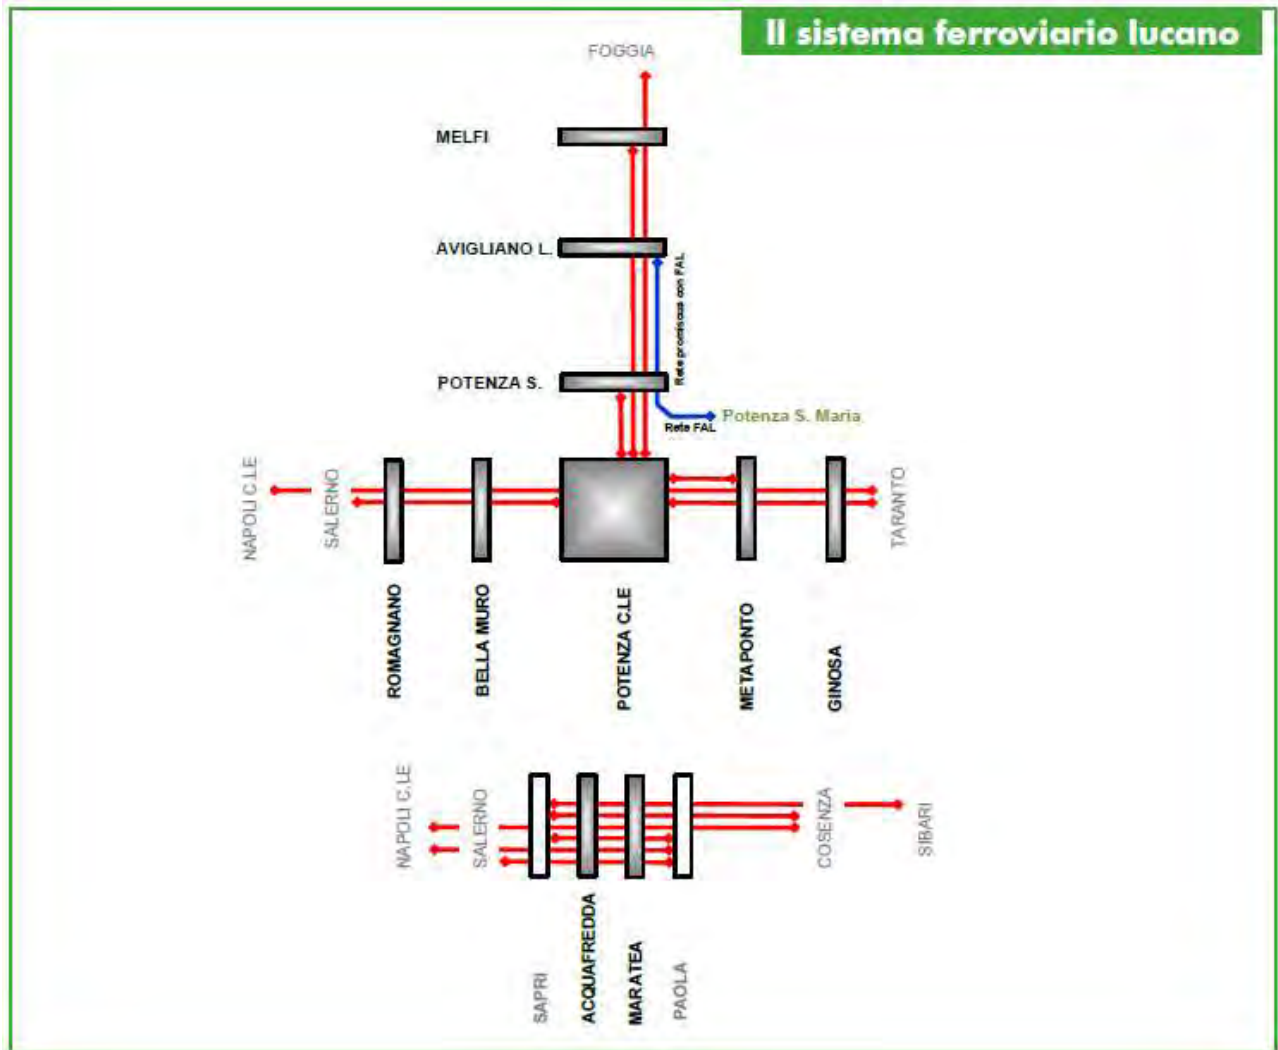 Il sistema ferroviario lucano
FOGGIA
MELFI
AVIGLIANO L.
Rete promiscua con FAL
POTENZA S.
Potenza S. Maria
Rete FAL
NAPOLI C.LE
SALERNO
TARANTO
ROMAGNANO
BELLA MURO
POTENZA C.LE
METAPONTO
GINOSA
NAPOLI C.LE
SALERNO
COSENZA
SIBARI
SAPRI
ACQUAFREDDA
MARATEA
PAOLA